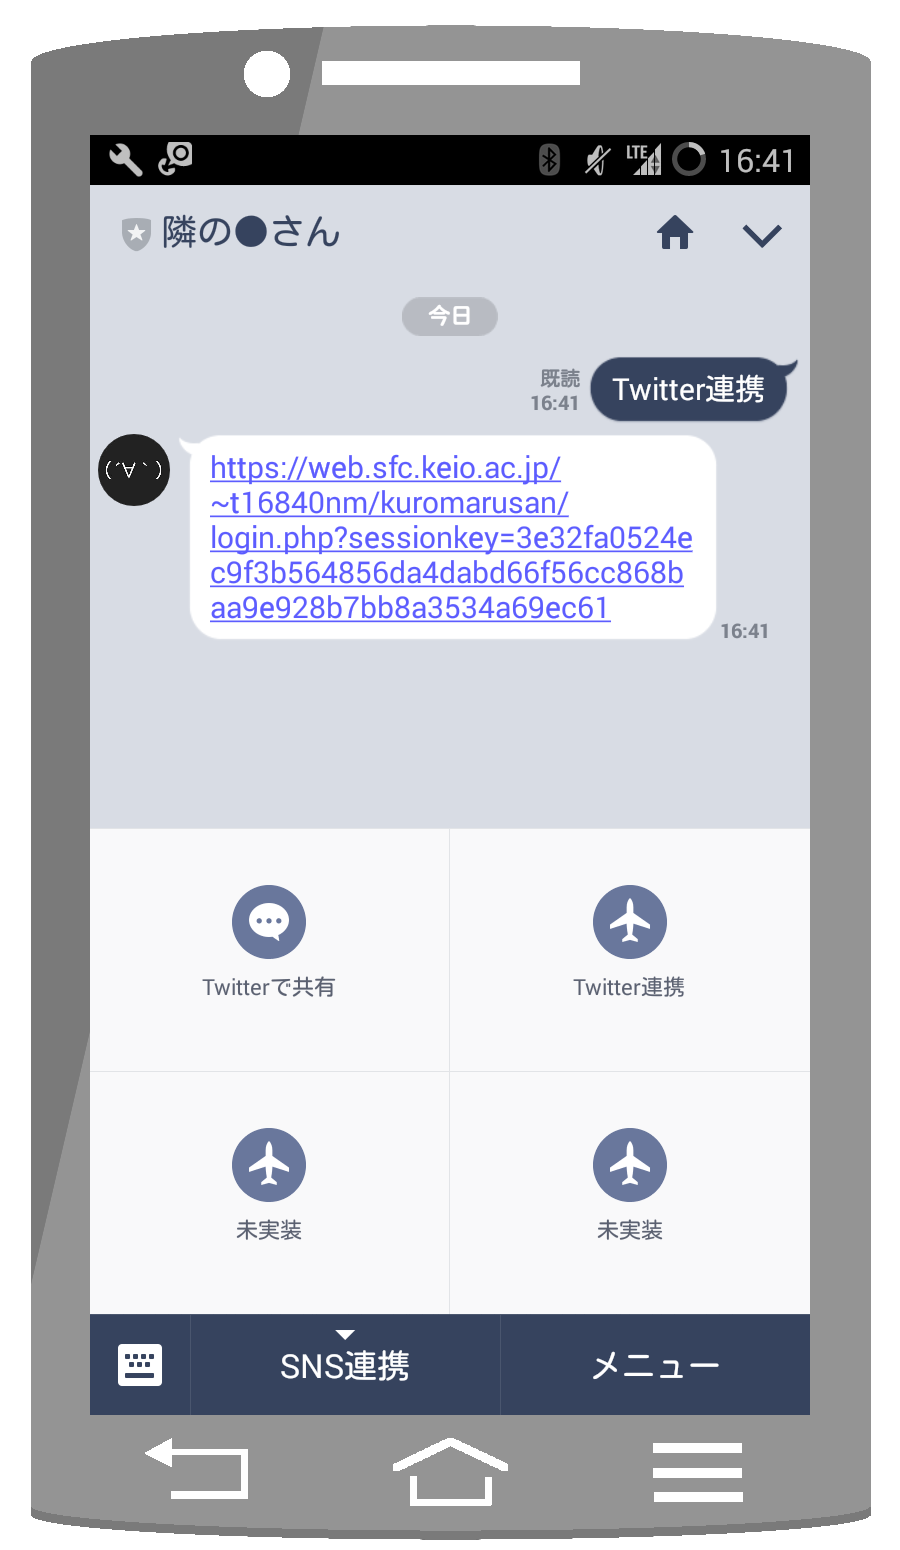 LTE 16:41
隣の●さん
今日
Twitter連携
既読
16:41
(´∀｀)
https://web.sfc.keio.ac.jp/
~t16840nm/kuromarusan/
login.php?sessionkey=3e32fa0524e
c9f3b564856da4dabd66f56cc868b
aa9e928b7bb8a3534a69ec61
16:41
Twitterで共有
Twitter連携
未実装
未実装
SNS連携
メニュー